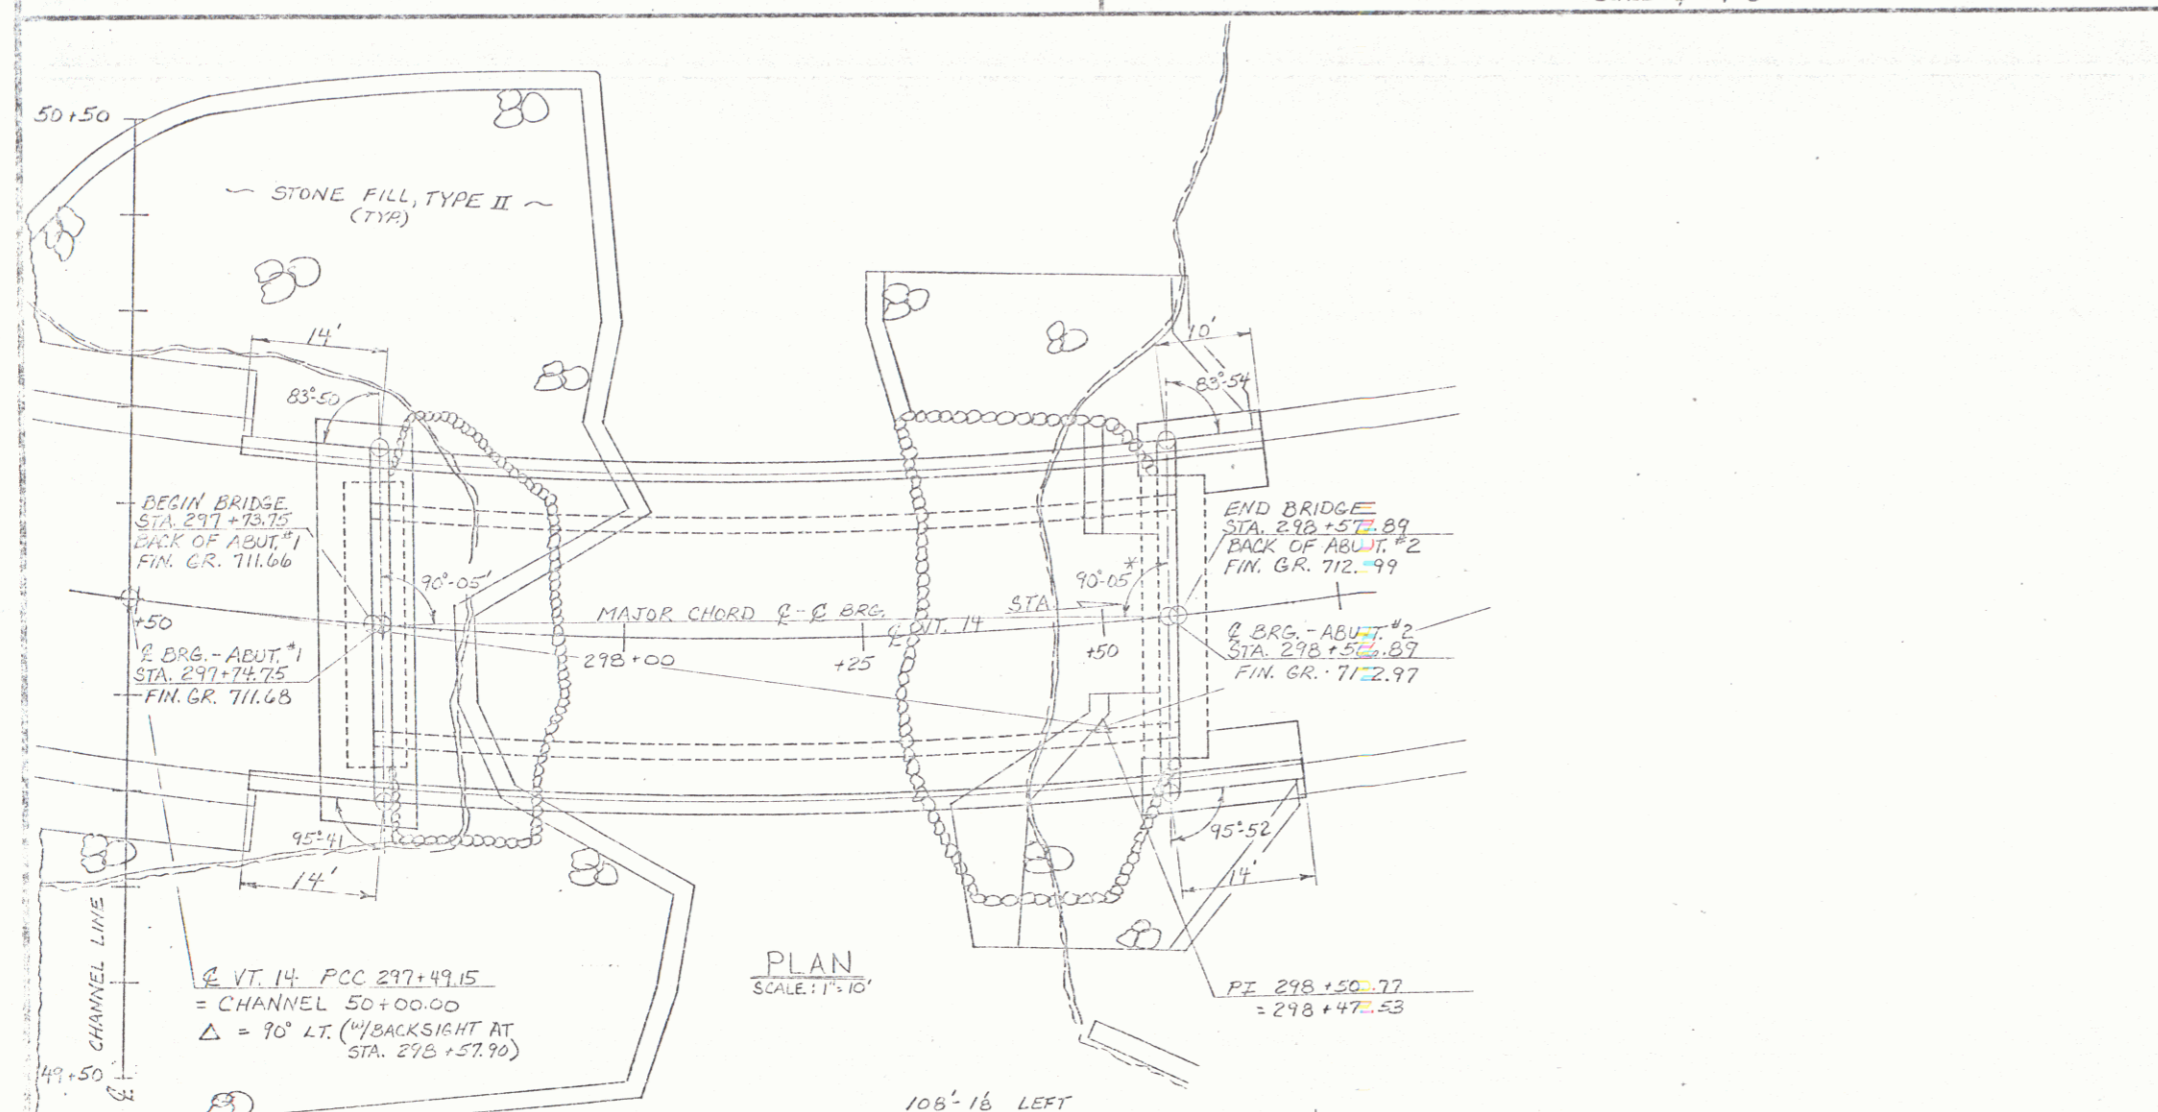 50+50
~ STONE FILL, TYPE II ~
(TYP.)
14'
10'
83°-50
83°-54
BEGIN BRIDGE
STA. 297+73.75
BACK OF ABUT. #1
FIN. GR. 711.66
END BRIDGE
STA. 298+57.89
BACK OF ABUT. #2
FIN. GR. 712.99
90°-05'
90°-05*
MAJOR CHORD ℄-℄ BRG.
STA
℄ VT. 14
+50
298+00
+25
+50
℄ BRG.-ABUT. #1
STA. 297+74.75
FIN. GR. 711.68
℄ BRG.-ABUT. #2
STA. 298+56.89
FIN. GR. 712.97
95°-41
95°-52
14'
14'
CHANNEL LINE
℄ VT. 14 PCC 297+49.15
= CHANNEL 50+00.00
Δ = 90° LT. (W/BACKSIGHT AT
STA. 298+57.90)
PLAN
SCALE: 1"=10'
PI 298+50.77
= 298+47.53
49+50
108'-1⅛ LEFT